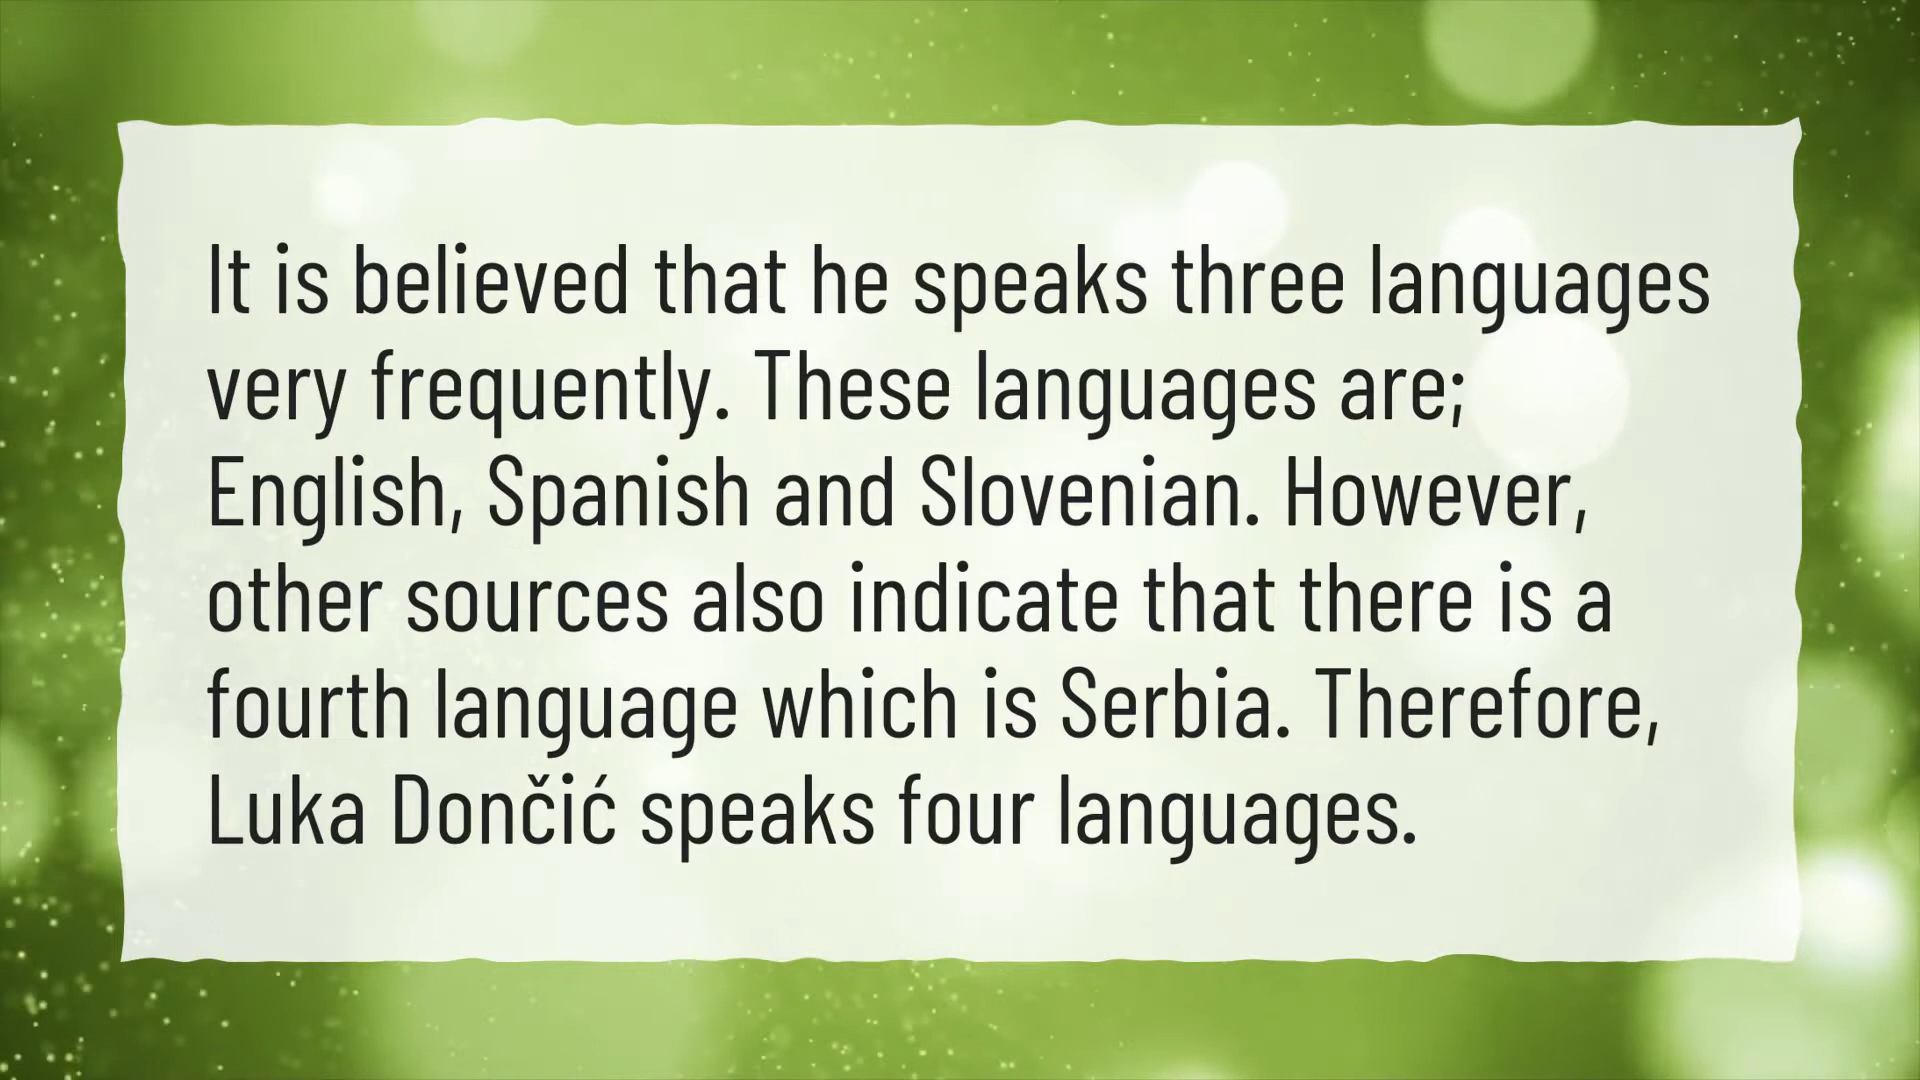 It is believed that he speaks three languages
very frequently. These languages are;
English, Spanish and Slovenian. However,
other sources also indicate that there is a
fourth language which is Serbia. Therefore,
Luka Dončić speaks four languages.